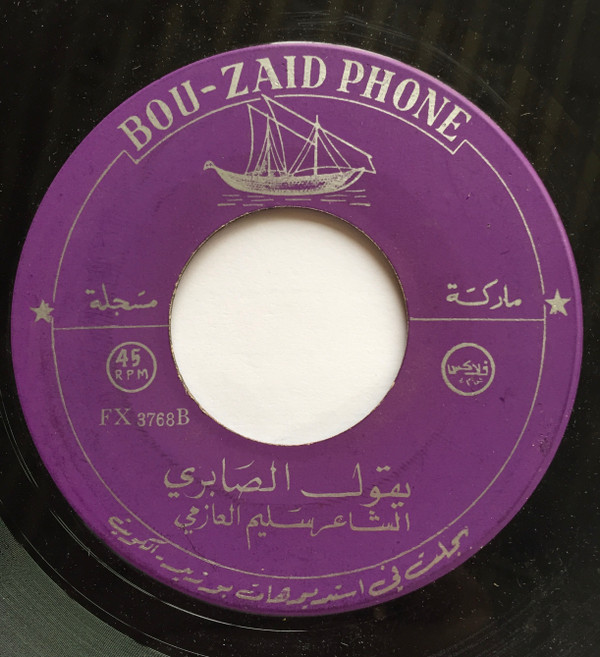 BOU-ZAID PHONE
ماركة مسجلة
45
RPM
فلاكس
FX 3768B
يقول الصابري
الشاعر سليم العازمي
سجلت في استديوهات بوزيد - الكويت